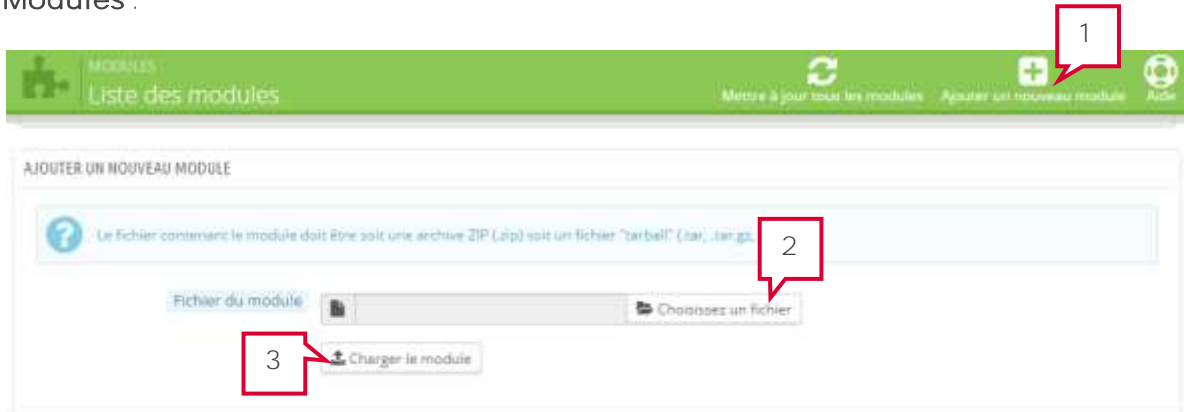 Modules :
1
MODULES
Liste des modules
Mettre à jour tous les modules
Ajouter un nouveau module
Aide
AJOUTER UN NOUVEAU MODULE
Le fichier contenant le module doit être soit une archive ZIP (.zip) soit un fichier "tarball" (.tar, .tar.gz,
2
Fichier du module
Choisissez un fichier
3
Charger le module